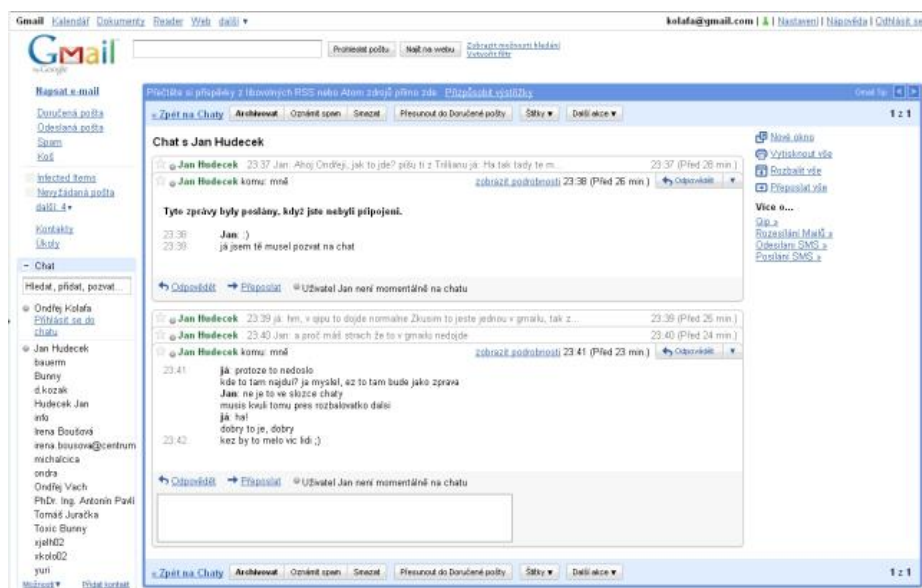 Gmail Kalendář Dokumenty Reader Web další ▼
kolafa@gmail.com | Nastavení | Nápověda | Odhlásit se
Gmail
by Google
Prohledat poštu
Najít na webu
Zobrazit možnosti hledání
Vytvořit filtr
Napsat e-mail
Doručená pošta
Odeslaná pošta
Spam
Koš
Infected Items
Nevyžádaná pošta
další 4▼
Kontakty
Úkoly
− Chat
Hledat, přidat, pozvat...
Ondřej Kolafa
Přihlásit se do
chatu
Jan Hudecek
bauerm
Bunny
d.kozak
Hudecek Jan
info
Irena Boušová
irena.bousova@centrum
michalcica
ondra
Ondřej Vach
PhDr. Ing. Antonín Pavlí
Tomáš Juračka
Toxic Bunny
xjelh02
xkolo02
yuri
Možnosti▼ Přidat kontakt
Přečtěte si příspěvky z libovolných RSS nebo Atom zdrojů přímo zde. Přizpůsobit výstřižky
Gmail Tip < >
« Zpět na Chaty Archivovat Oznámit spam Smazat Přesunout do Doručené pošty Štítky ▼ Další akce ▼ 1 z 1
Chat s Jan Hudecek
Jan Hudecek 23:37 Jan: Ahoj Ondřeji, jak to jde? píšu ti z Trillianu já: Ha tak tady te m... 23:37 (Před 26 min.)
Jan Hudecek komu: mně zobrazit podrobnosti 23:38 (Před 26 min.) Odpovědět ▼
Tyto zprávy byly poslány, když jste nebyli připojeni.
23:38 Jan: :)
23:39 já jsem tě musel pozvat na chat
Odpovědět Přeposlat Uživatel Jan není momentálně na chatu
Jan Hudecek 23:39 já: hm, v qipu to dojde normalne Zkusim to jeste jednou v gmailu, tak z... 23:39 (Před 25 min.)
Jan Hudecek 23:40 Jan: a proč máš strach že to v gmailu nedojde 23:40 (Před 24 min.)
Jan Hudecek komu: mně zobrazit podrobnosti 23:41 (Před 23 min.) Odpovědět ▼
23:41 já: protoze to nedoslo
kde to tam najdu? ja myslel, ez to tam bude jako zprava
Jan: ne je to ve slozce chaty
musis kvuli tomu pres rozbalovatko dalsi
já: ha!
dobry to je, dobry
23:42 kez by to melo vic lidi ;)
Odpovědět Přeposlat Uživatel Jan není momentálně na chatu
« Zpět na Chaty Archivovat Oznámit spam Smazat Přesunout do Doručené pošty Štítky ▼ Další akce ▼ 1 z 1
Nové okno
Vytisknout vše
Rozbalit vše
Přeposlat vše
Více o...
Qip »
Rozesílání Mailů »
Odesílání SMS »
Posílání SMS »